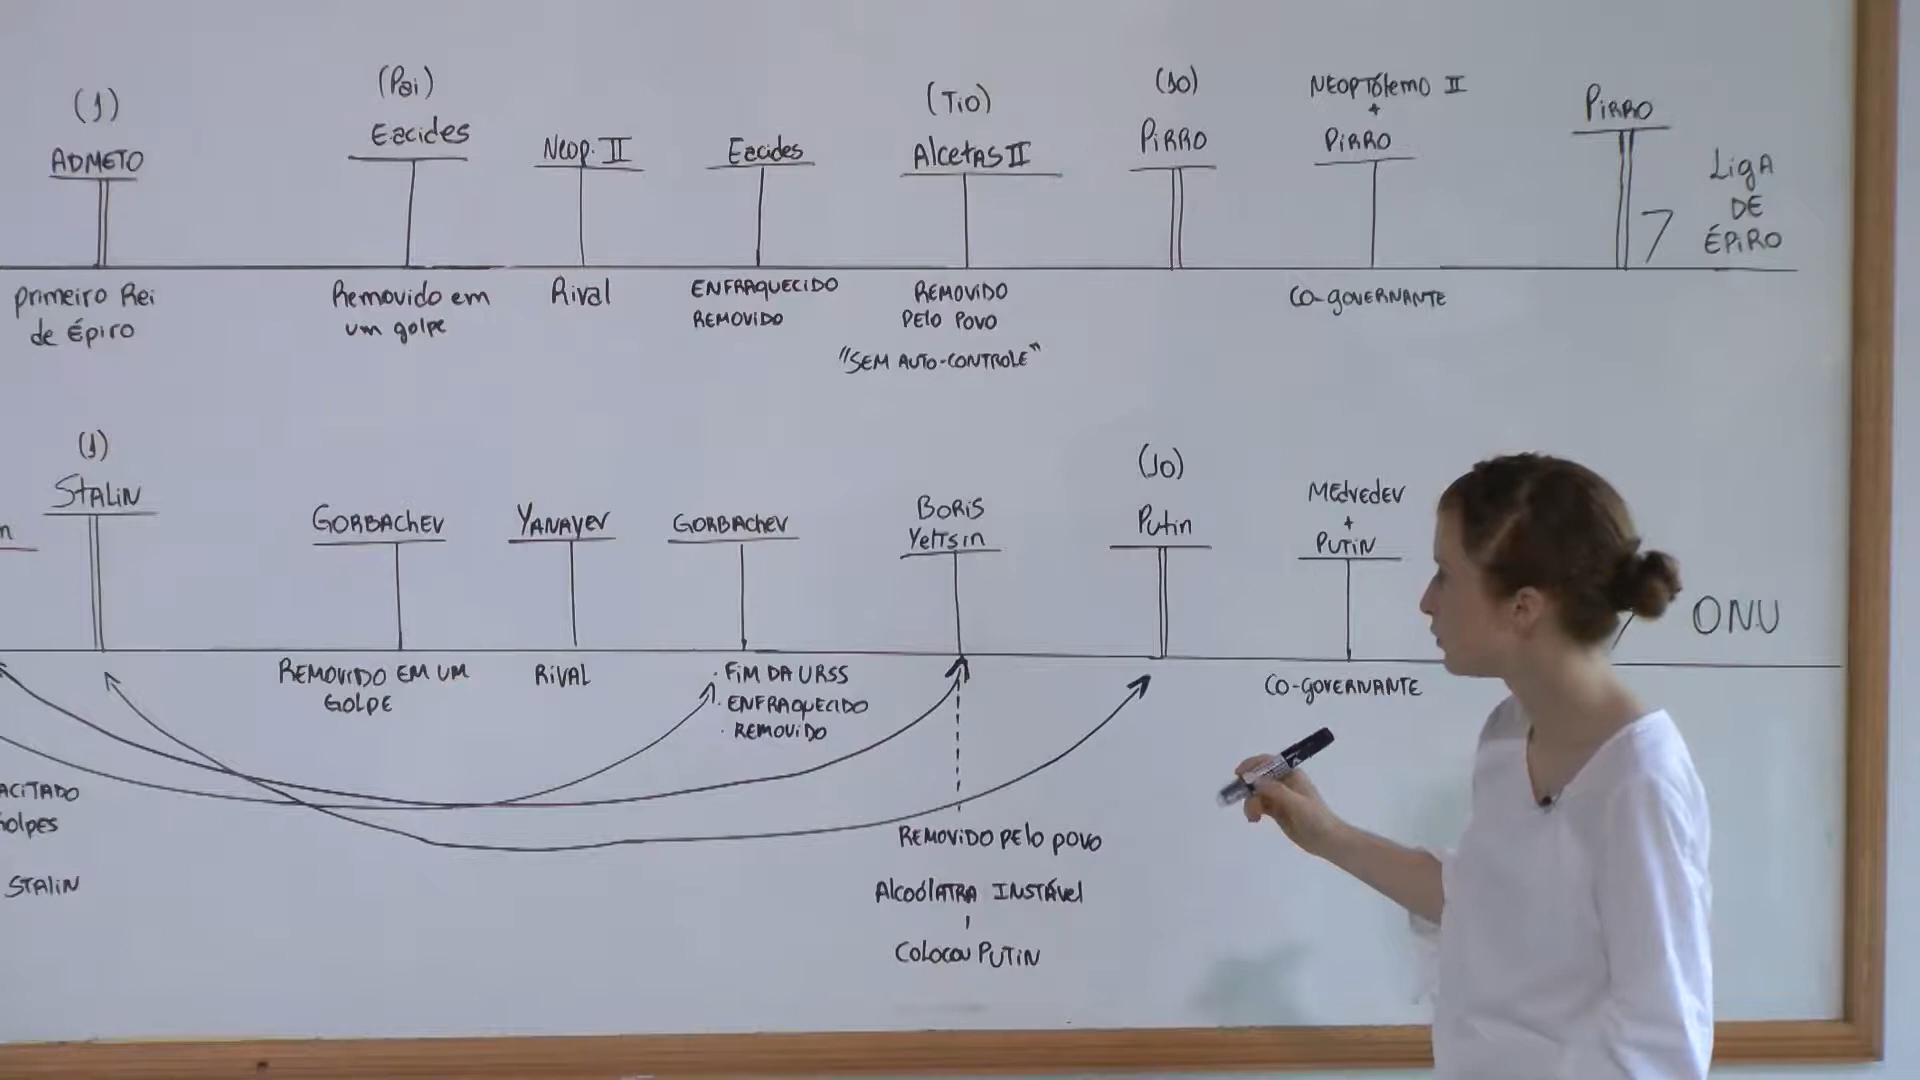 (1)
ADMETO
primeiro Rei
de Épiro
(Pai)
Eacides
Removido em
um golpe
Neop. II
Rival
Eacides
ENFRAQUECIDO
REMOVIDO
(Tio)
Alcetas II
REMOVIDO
PELO POVO
"SEM AUTO-CONTROLE"
(10)
PIRRO
NEOPTÓLEMO II
+
PIRRO
CO-GOVERNANTE
PIRRO
7
LIGA
DE
ÉPIRO
(1)
STALIN
GORBACHEV
REMOVIDO EM UM
GOLPE
YANAYEV
RIVAL
GORBACHEV
· FIM DA URSS
· ENFRAQUECIDO
· REMOVIDO
BORIS
YELTSIN
REMOVIDO PELO POVO
ALCOÓLATRA INSTÁVEL
COLOCOU PUTIN
(10)
Putin
MEDVEDEV
+
PUTIN
CO-GOVERNANTE
ONU
ACITADO
Golpes
STALIN